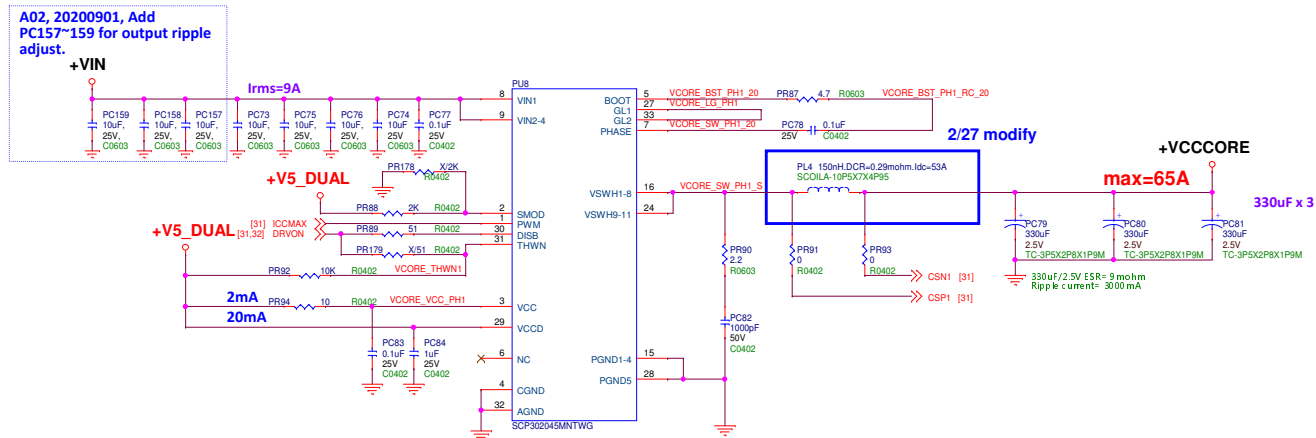 A02, 20200901, Add
PC157~159 for output ripple
adjust.
+VIN
Irms=9A
PC159
10uF,
25V,
C0603
PC158
10uF,
25V,
C0603
PC157
10uF,
25V,
C0603
PC73
10uF,
25V,
C0603
PC75
10uF,
25V,
C0603
PC76
10uF,
25V,
C0603
PC74
10uF
25V,
C0603
PC77
0.1uF
25V,
C0402
PU8
8
VIN1
9
VIN2-4
BOOT
5
GL1
27
GL2
33
PHASE
7
VCORE_BST_PH1_20
VCORE_LG_PH1
VCORE_SW_PH1_20
PR87
4.7
R0603
VCORE_BST_PH1_RC_20
PC78
25V
0.1uF
C0402
2/27 modify
PR178
X/2K
R0402
+V5_DUAL
PR88
2K
R0402
2
SMOD
[31] ICCMAX
1
PWM
+V5_DUAL
[31,32] DRVON
PR89
51
R0402
30
DISB
31
THWN
PR179
X/51
R0402
PR92
10K
R0402
VCORE_THWN1
2mA
PR94
10
R0402
VCORE_VCC_PH1
3
VCC
20mA
29
VCCD
PC83
0.1uF
25V
C0402
PC84
1uF
25V
C0402
6
NC
4
CGND
32
AGND
SCP302045MNTWG
VSWH1-8
16
VCORE_SW_PH1_S
VSWH9-11
24
PL4 150nH.DCR=0.29mohm.Idc=53A
SCOILA-10P5X7X4P95
+VCCCORE
max=65A
330uF x 3
PR90
2.2
R0603
PR91
0
R0402
PR93
0
R0402
CSN1 [31]
CSP1 [31]
PC82
1000pF
50V
C0402
PGND1-4
15
PGND5
28
PC79
330uF
2.5V
TC-3P5X2P8X1P9M
PC80
330uF
2.5V
TC-3P5X2P8X1P9M
PC81
330uF
2.5V
TC-3P5X2P8X1P9M
330uF/2.5V ESR= 9 mohm
Ripple current= 3000 mA